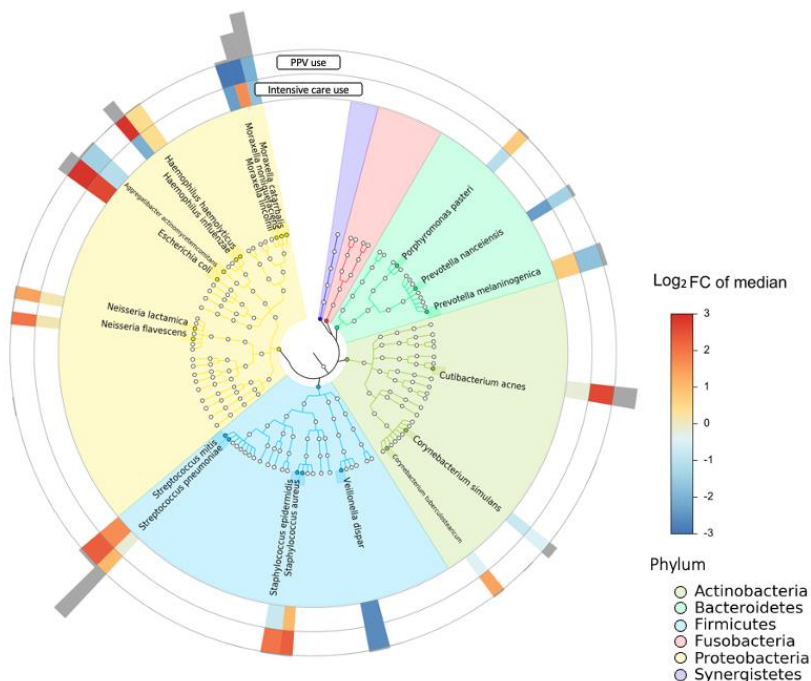 PPV use
Intensive care use
Moraxella catarrhalis
Moraxella nonliquefaciens
Moraxella lincolnii
Haemophilus haemolyticus
Haemophilus influenzae
Aggregatibacter actinomycetemcomitans
Escherichia coli
Neisseria lactamica
Neisseria flavescens
Streptococcus mitis
Streptococcus pneumoniae
Staphylococcus epidermidis
Staphylococcus aureus
Veillonella dispar
Corynebacterium tuberculostearicum
Corynebacterium simulans
Cutibacterium acnes
Prevotella melaninogenica
Prevotella nanceiensis
Porphyromonas pasteri
Log₂ FC of median
3
2
1
0
-1
-2
-3
Phylum
Actinobacteria
Bacteroidetes
Firmicutes
Fusobacteria
Proteobacteria
Synergistetes